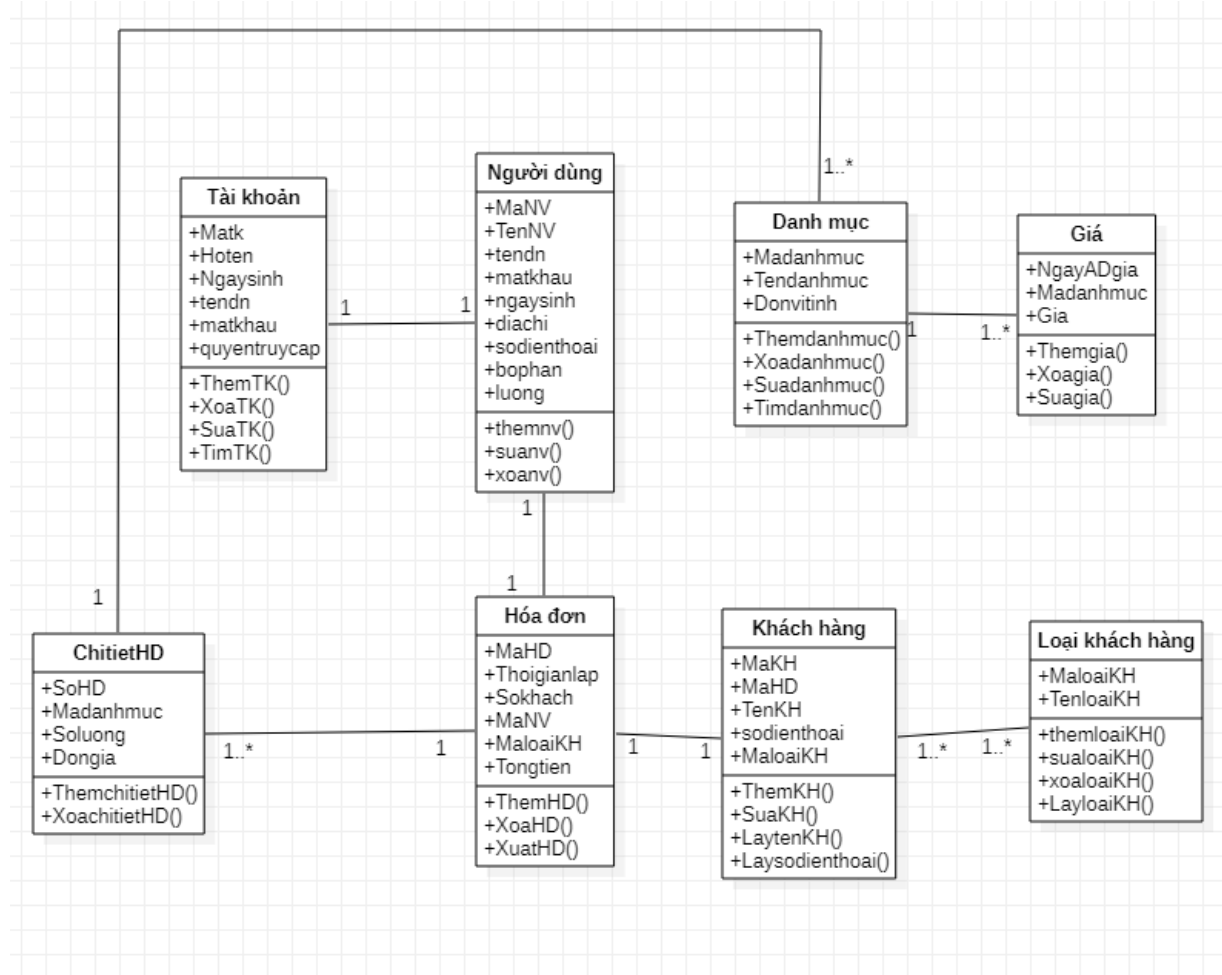 Tài khoản
+Matk
+Hoten
+Ngaysinh
+tendn
+matkhau
+quyentruycap
+ThemTK()
+XoaTK()
+SuaTK()
+TimTK()
1
1
Người dùng
+MaNV
+TenNV
+tendn
+matkhau
+ngaysinh
+diachi
+sodienthoai
+bophan
+luong
+themnv()
+suanv()
+xoanv()
1
1
1..*
Danh mục
+Madanhmuc
+Tendanhmuc
+Donvitinh
+Themdanhmuc()
+Xoadanhmuc()
+Suadanhmuc()
+Timdanhmuc()
1
1..*
Giá
+NgayADgia
+Madanhmuc
+Gia
+Themgia()
+Xoagia()
+Suagia()
1
ChitietHD
+SoHD
+Madanhmuc
+Soluong
+Dongia
+ThemchitietHD()
+XoachitietHD()
1..*
1
Hóa đơn
+MaHD
+Thoigianlap
+Sokhach
+MaNV
+MaloaiKH
+Tongtien
+ThemHD()
+XoaHD()
+XuatHD()
1
1
Khách hàng
+MaKH
+MaHD
+TenKH
+sodienthoai
+MaloaiKH
+ThemKH()
+SuaKH()
+LaytenKH()
+Laysodienthoai()
1..*
1..*
Loại khách hàng
+MaloaiKH
+TenloaiKH
+themloaiKH()
+sualoaiKH()
+xoaloaiKH()
+LayloaiKH()